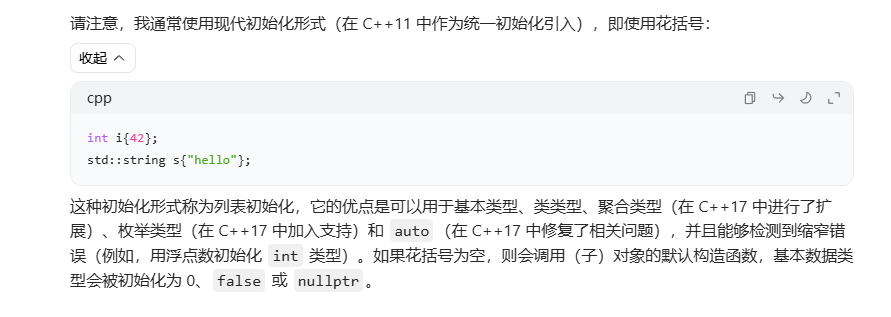 请注意，我通常使用现代初始化形式（在 C++11 中作为统一初始化引入），即使用花括号：
收起
cpp
int i{42};
std::string s{"hello"};
这种初始化形式称为列表初始化，它的优点是可以用于基本类型、类类型、聚合类型（在 C++17 中进行了扩
展）、枚举类型（在 C++17 中加入支持）和 auto （在 C++17 中修复了相关问题），并且能够检测到缩窄错
误（例如，用浮点数初始化 int 类型）。如果花括号为空，则会调用（子）对象的默认构造函数，基本数据类
型会被初始化为 0、 false 或 nullptr 。